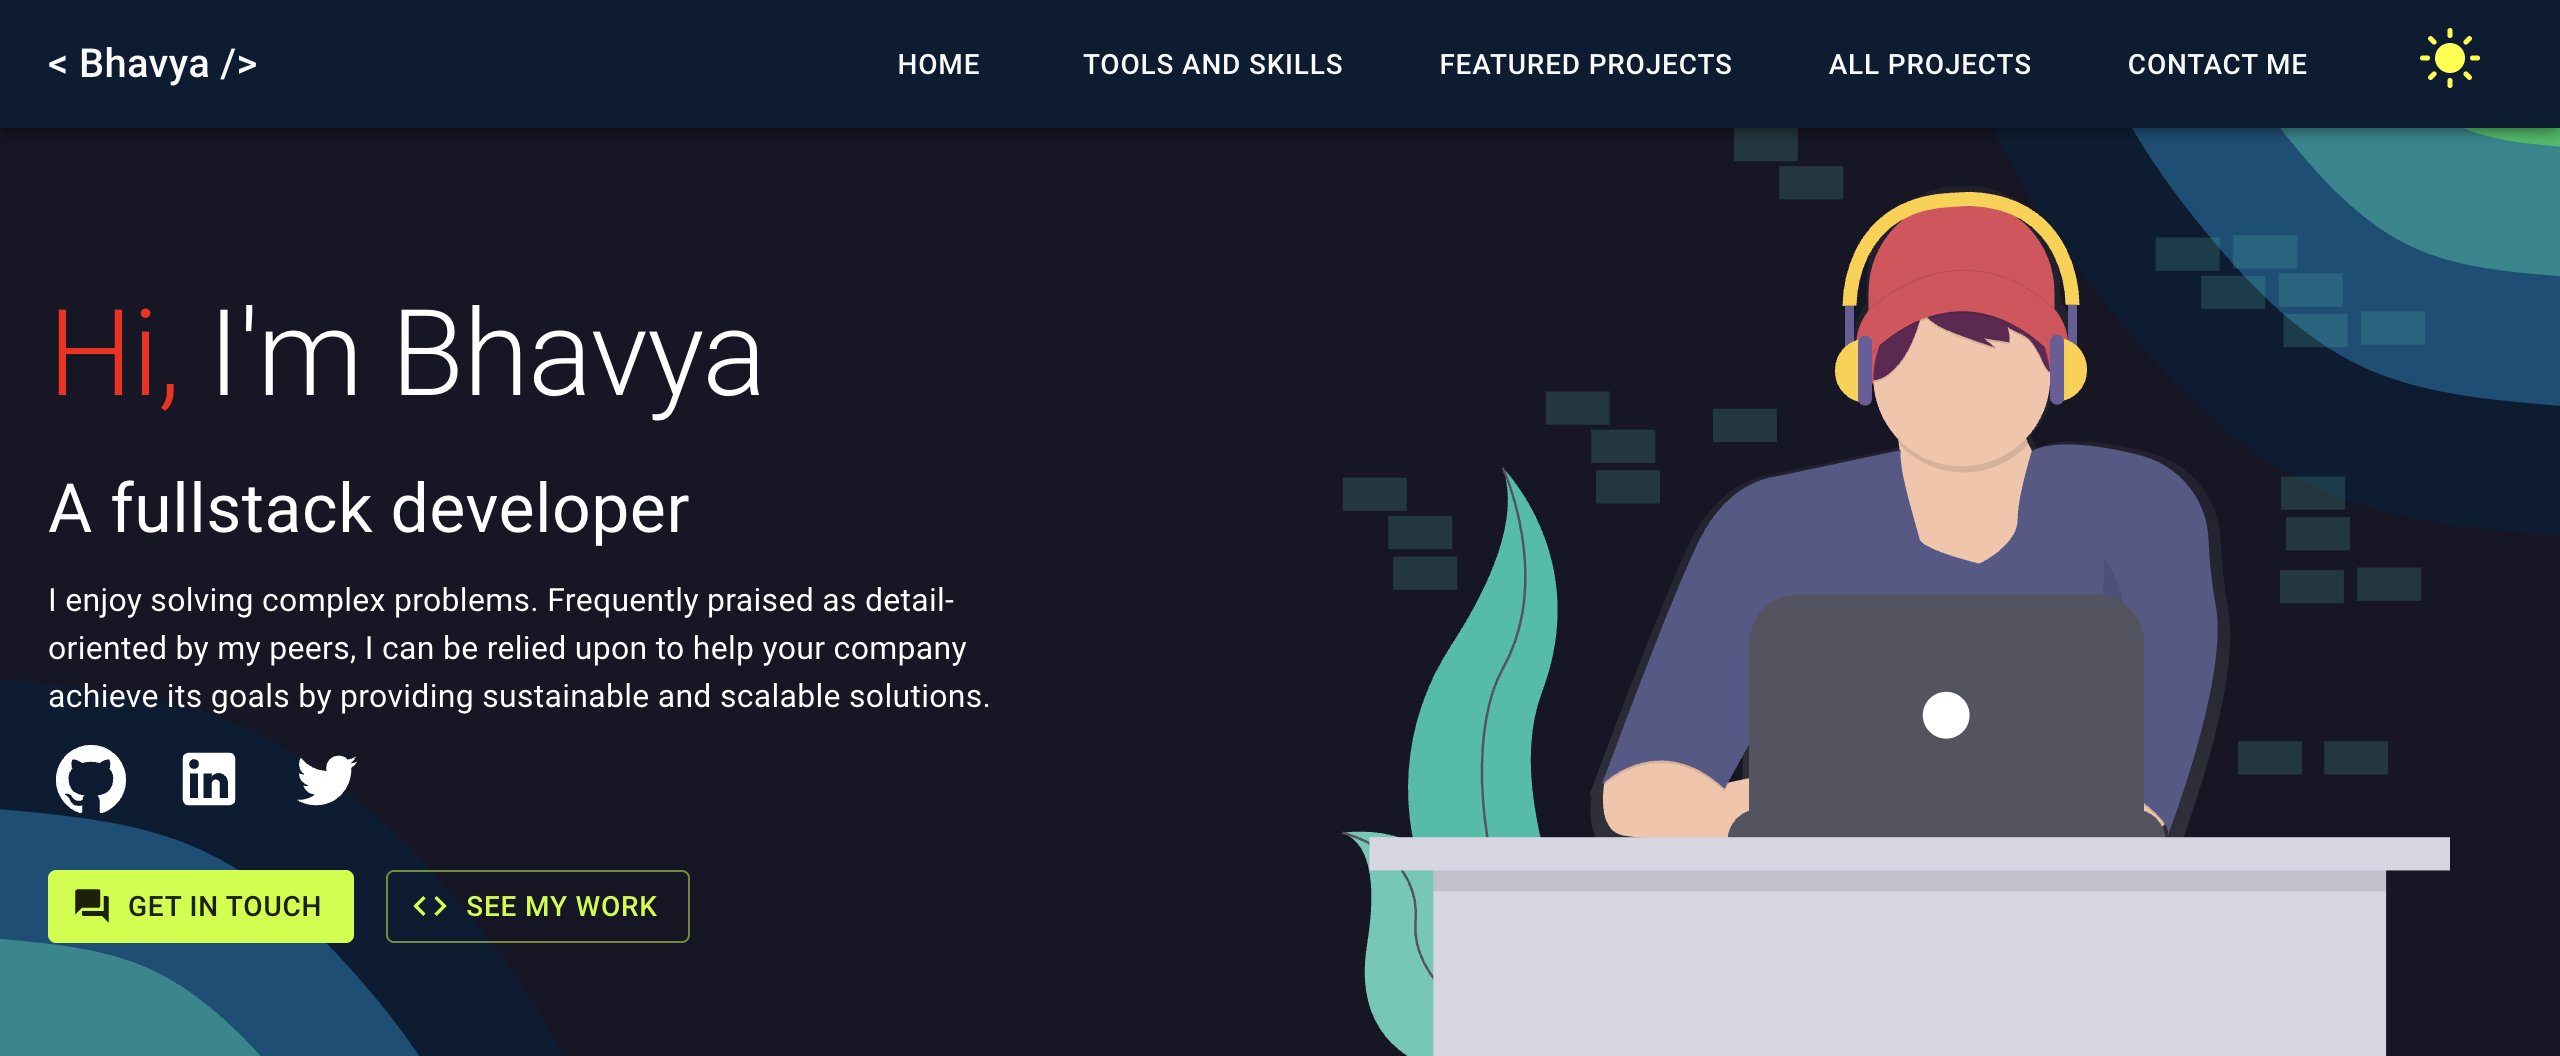 < Bhavya />
HOME
TOOLS AND SKILLS
FEATURED PROJECTS
ALL PROJECTS
CONTACT ME
Hi, I'm Bhavya
A fullstack developer
I enjoy solving complex problems. Frequently praised as detail-
oriented by my peers, I can be relied upon to help your company
achieve its goals by providing sustainable and scalable solutions.
in
GET IN TOUCH
<> SEE MY WORK